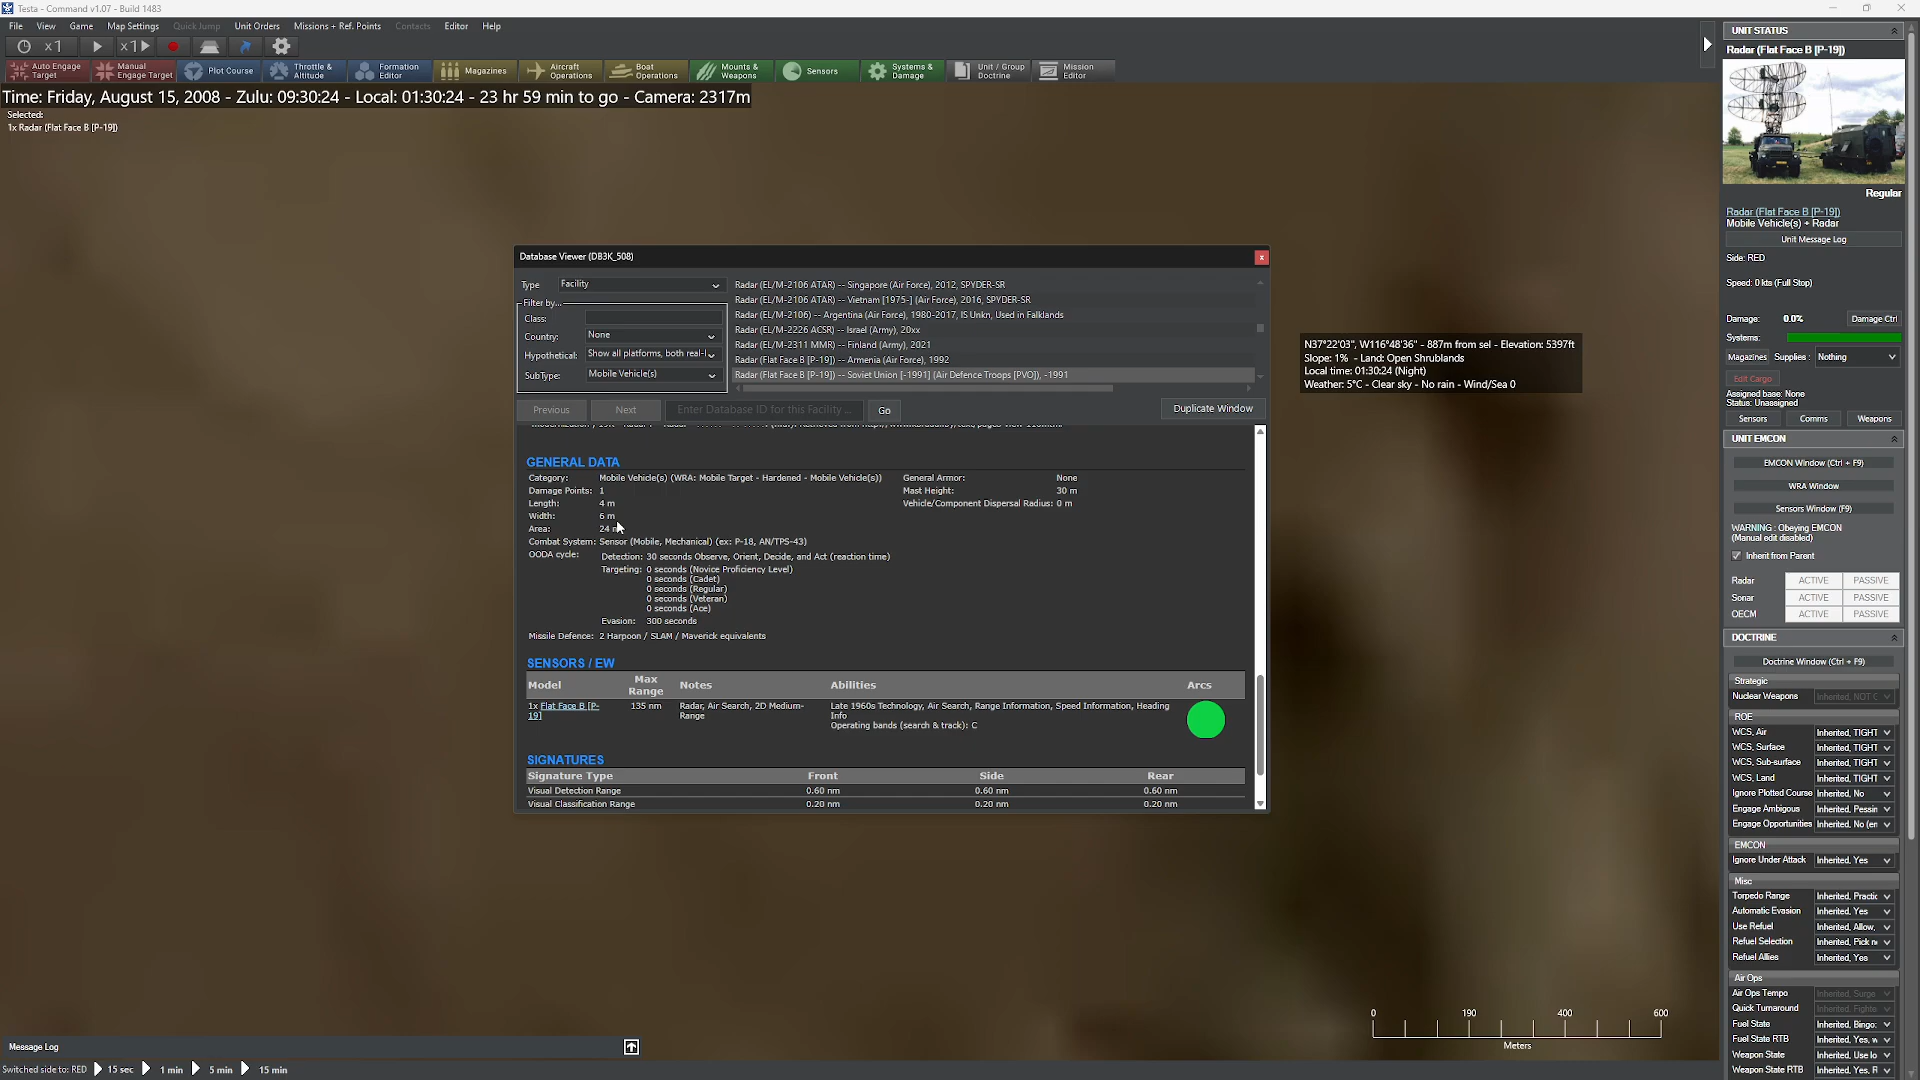 Testa - Command v1.07 - Build 1483
File View Game Map Settings Quick Jump Unit Orders Missions + Ref. Points Contacts Editor Help
x1 x1
Auto Engage Target
Manual Engage Target
Plot Course
Throttle & Altitude
Formation Editor
Magazines
Aircraft Operations
Boat Operations
Mounts & Weapons
Sensors
Systems & Damage
Unit / Group Doctrine
Mission Editor
Time: Friday, August 15, 2008 - Zulu: 09:30:24 - Local: 01:30:24 - 23 hr 59 min to go - Camera: 2317m
Selected:
1x Radar (Flat Face B [P-19])
Database Viewer (DB3K_508)
x
Type Facility
Filter by...
Class:
Country: None
Hypothetical: Show all platforms, both real-l
SubType: Mobile Vehicle(s)
Radar (EL/M-2106 ATAR) -- Singapore (Air Force), 2012, SPYDER-SR
Radar (EL/M-2106 ATAR) -- Vietnam [1975-] (Air Force), 2016, SPYDER-SR
Radar (EL/M-2106) -- Argentina (Air Force), 1980-2017, IS Unkn, Used in Falklands
Radar (EL/M-2226 ACSR) -- Israel (Army), 20xx
Radar (EL/M-2311 MMR) -- Finland (Army), 2021
Radar (Flat Face B [P-19]) -- Armenia (Air Force), 1992
Radar (Flat Face B [P-19]) -- Soviet Union [-1991] (Air Defence Troops [PVO]), -1991
Previous Next Enter Database ID for this Facility ... Go Duplicate Window
GENERAL DATA
Category: Mobile Vehicle(s) (WRA: Mobile Target - Hardened - Mobile Vehicle(s)) General Armor: None
Damage Points: 1 Mast Height: 30 m
Length: 4 m Vehicle/Component Dispersal Radius: 0 m
Width: 6 m
Area: 24
Combat System: Sensor (Mobile, Mechanical) (ex: P-18, AN/TPS-43)
OODA cycle: Detection: 30 seconds Observe, Orient, Decide, and Act (reaction time)
Targeting: 0 seconds (Novice Proficiency Level)
0 seconds (Cadet)
0 seconds (Regular)
0 seconds (Veteran)
0 seconds (Ace)
Evasion: 300 seconds
Missile Defence: 2 Harpoon / SLAM / Maverick equivalents
SENSORS / EW
Model Max Range Notes Abilities Arcs
1x Flat Face B [P- 135 nm Radar, Air Search, 2D Medium- Late 1960s Technology, Air Search, Range Information, Speed Information, Heading
19] Range Info
Operating bands (search & track): C
SIGNATURES
Signature Type Front Side Rear
Visual Detection Range 0.60 nm 0.60 nm 0.60 nm
Visual Classification Range 0.20 nm 0.20 nm 0.20 nm
N37°22'03", W116°48'36" - 887m from sel - Elevation: 5397ft
Slope: 1% - Land: Open Shrublands
Local time: 01:30:24 (Night)
Weather: 5°C - Clear sky - No rain - Wind/Sea 0
0 190 400 600
Meters
Message Log
Switched side to: RED 15 sec 1 min 5 min 15 min
UNIT STATUS
Radar (Flat Face B [P-19])
Regular
Radar (Flat Face B [P-19])
Mobile Vehicle(s) + Radar
Unit Message Log
Side: RED
Speed: 0 kts (Full Stop)
Damage: 0.0% Damage Ctrl
Systems:
Magazines Supplies: Nothing
Edit Cargo
Assigned base: None
Status: Unassigned
Sensors Comms Weapons
UNIT EMCON
EMCON Window (Ctrl + F9)
WRA Window
Sensors Window (F9)
WARNING : Obeying EMCON
(Manual edit disabled)
Inherit from Parent
Radar ACTIVE PASSIVE
Sonar ACTIVE PASSIVE
OECM ACTIVE PASSIVE
DOCTRINE
Doctrine Window (Ctrl + F9)
Strategic
Nuclear Weapons Inherited, NOT C
ROE
WCS, Air Inherited, TIGHT
WCS, Surface Inherited, TIGHT
WCS, Sub-surface Inherited, TIGHT
WCS, Land Inherited, TIGHT
Ignore Plotted Course Inherited, No
Engage Ambiguous Inherited, Pessin
Engage Opportunities Inherited, No (en
EMCON
Ignore Under Attack Inherited, Yes
Misc
Torpedo Range Inherited, Practic
Automatic Evasion Inherited, Yes
Use Refuel Inherited, Allow,
Refuel Selection Inherited, Pick n
Refuel Allies Inherited, Yes
Air Ops
Air Ops Tempo Inherited, Surge
Quick Turnaround Inherited, Fighte
Fuel State Inherited, Bingo:
Fuel State RTB Inherited, Yes, w
Weapon State Inherited, Use lo
Weapon State RTB Inherited, Yes, R